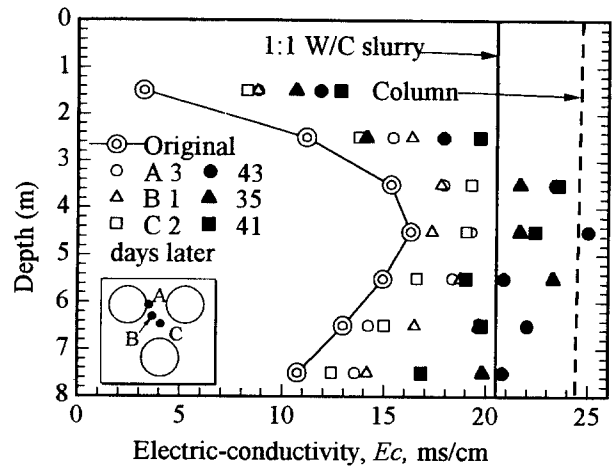 0
1
2
3
4
5
6
7
8
Depth (m)
1:1 W/C slurry
Column
Original
A 3 43
B 1 35
C 2 41
days later
A
B
C
0 5 10 15 20 25
Electric-conductivity, Ec, ms/cm